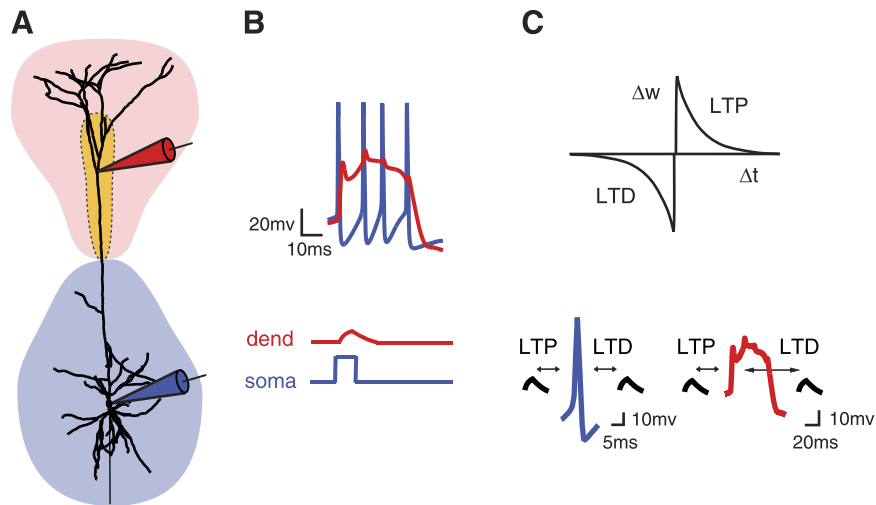 A
B
C
20mv
10ms
dend
soma
Δw
LTP
LTD
Δt
LTP
LTD
10mv
5ms
LTP
LTD
10mv
20ms